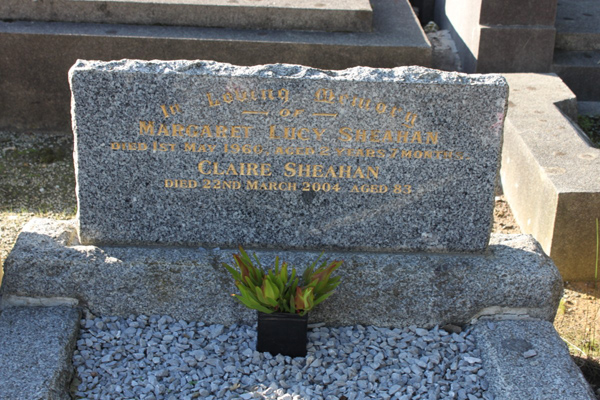 In Loving Memory
— OF —
MARGARET LUCY SHEAHAN
DIED 1ST MAY 1960, AGED 2 YEARS 7 MONTHS
CLAIRE SHEAHAN
DIED 22ND MARCH 2004 AGED 83